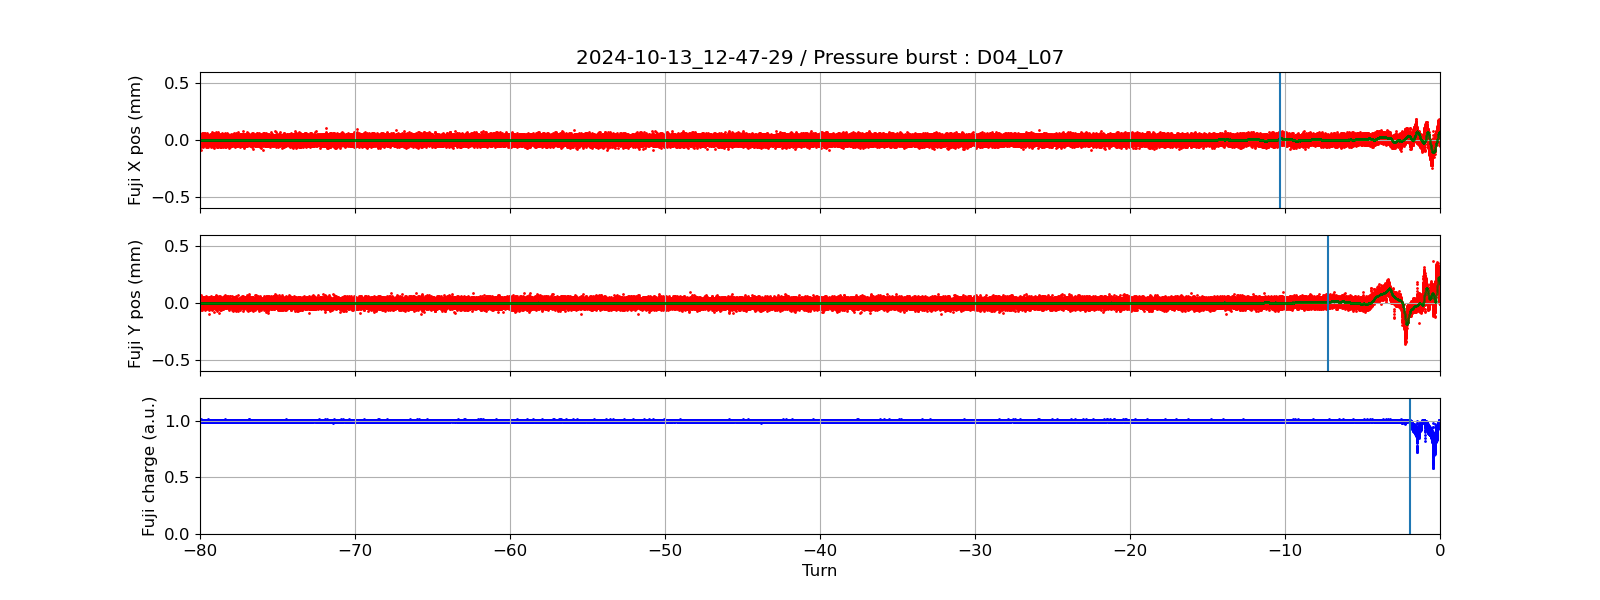 2024-10-13_12-47-29 / Pressure burst : D04_L07
Fuji X pos (mm)
0.5
0.0
−0.5
Fuji Y pos (mm)
0.5
0.0
−0.5
Fuji charge (a.u.)
1.0
0.5
0.0
−80 −70 −60 −50 −40 −30 −20 −10 0
Turn